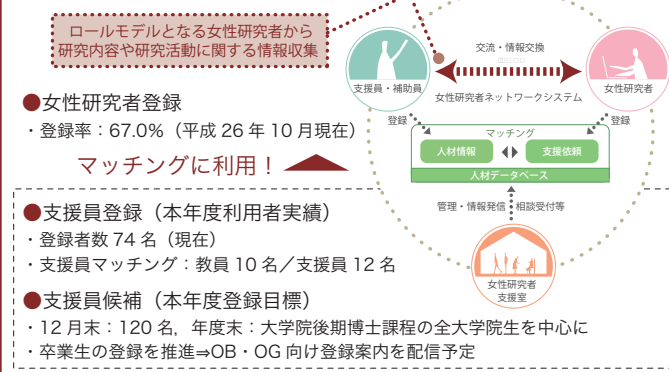 ロールモデルとなる女性研究者から
研究内容や研究活動に関する情報収集
●女性研究者登録
・登録率：67.0%（平成 26 年 10 月現在）
マッチングに利用！
支援員・補助員
交流・情報交換
女性研究者ネットワークシステム
女性研究者
登録
登録
マッチング
人材情報
支援依頼
人材データベース
管理・情報発信
相談受付等
女性研究者
支援室
●支援員登録（本年度利用者実績）
・登録者数 74 名（現在）
・支援員マッチング：教員 10 名／支援員 12 名
●支援員候補（本年度登録目標）
・12 月末：120 名，年度末：大学院後期博士課程の全大学院生を中心に
・卒業生の登録を推進⇒OB・OG 向け登録案内を配信予定